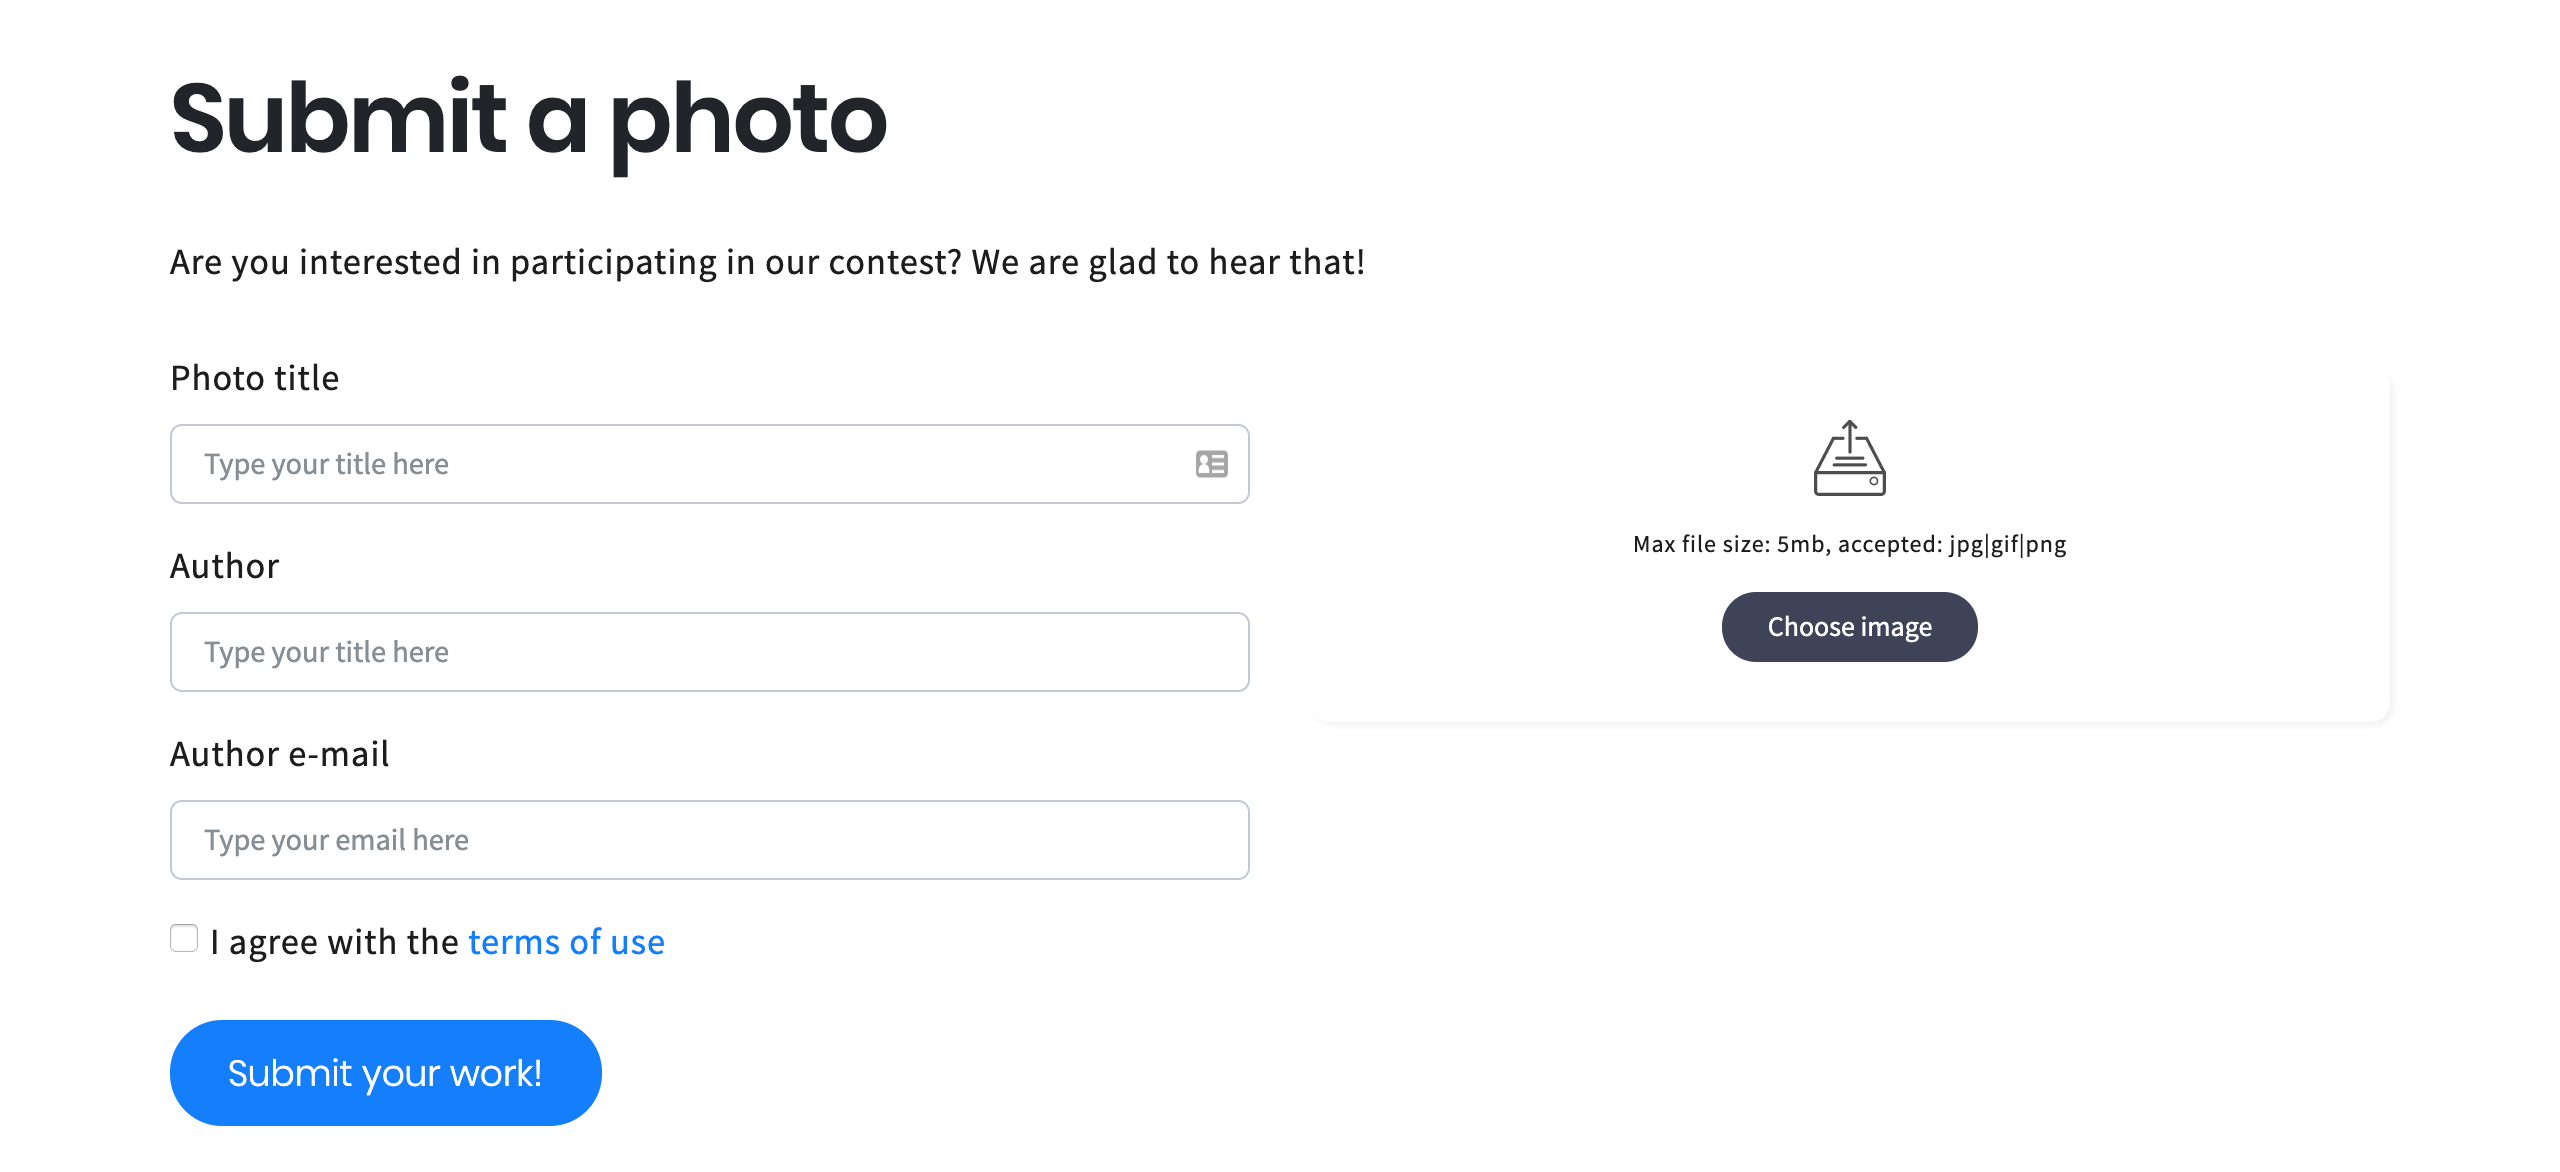 Submit a photo
Are you interested in participating in our contest? We are glad to hear that!
Photo title
Type your title here
Author
Type your title here
Author e-mail
Type your email here
I agree with the terms of use
Submit your work!
Max file size: 5mb, accepted: jpg|gif|png
Choose image